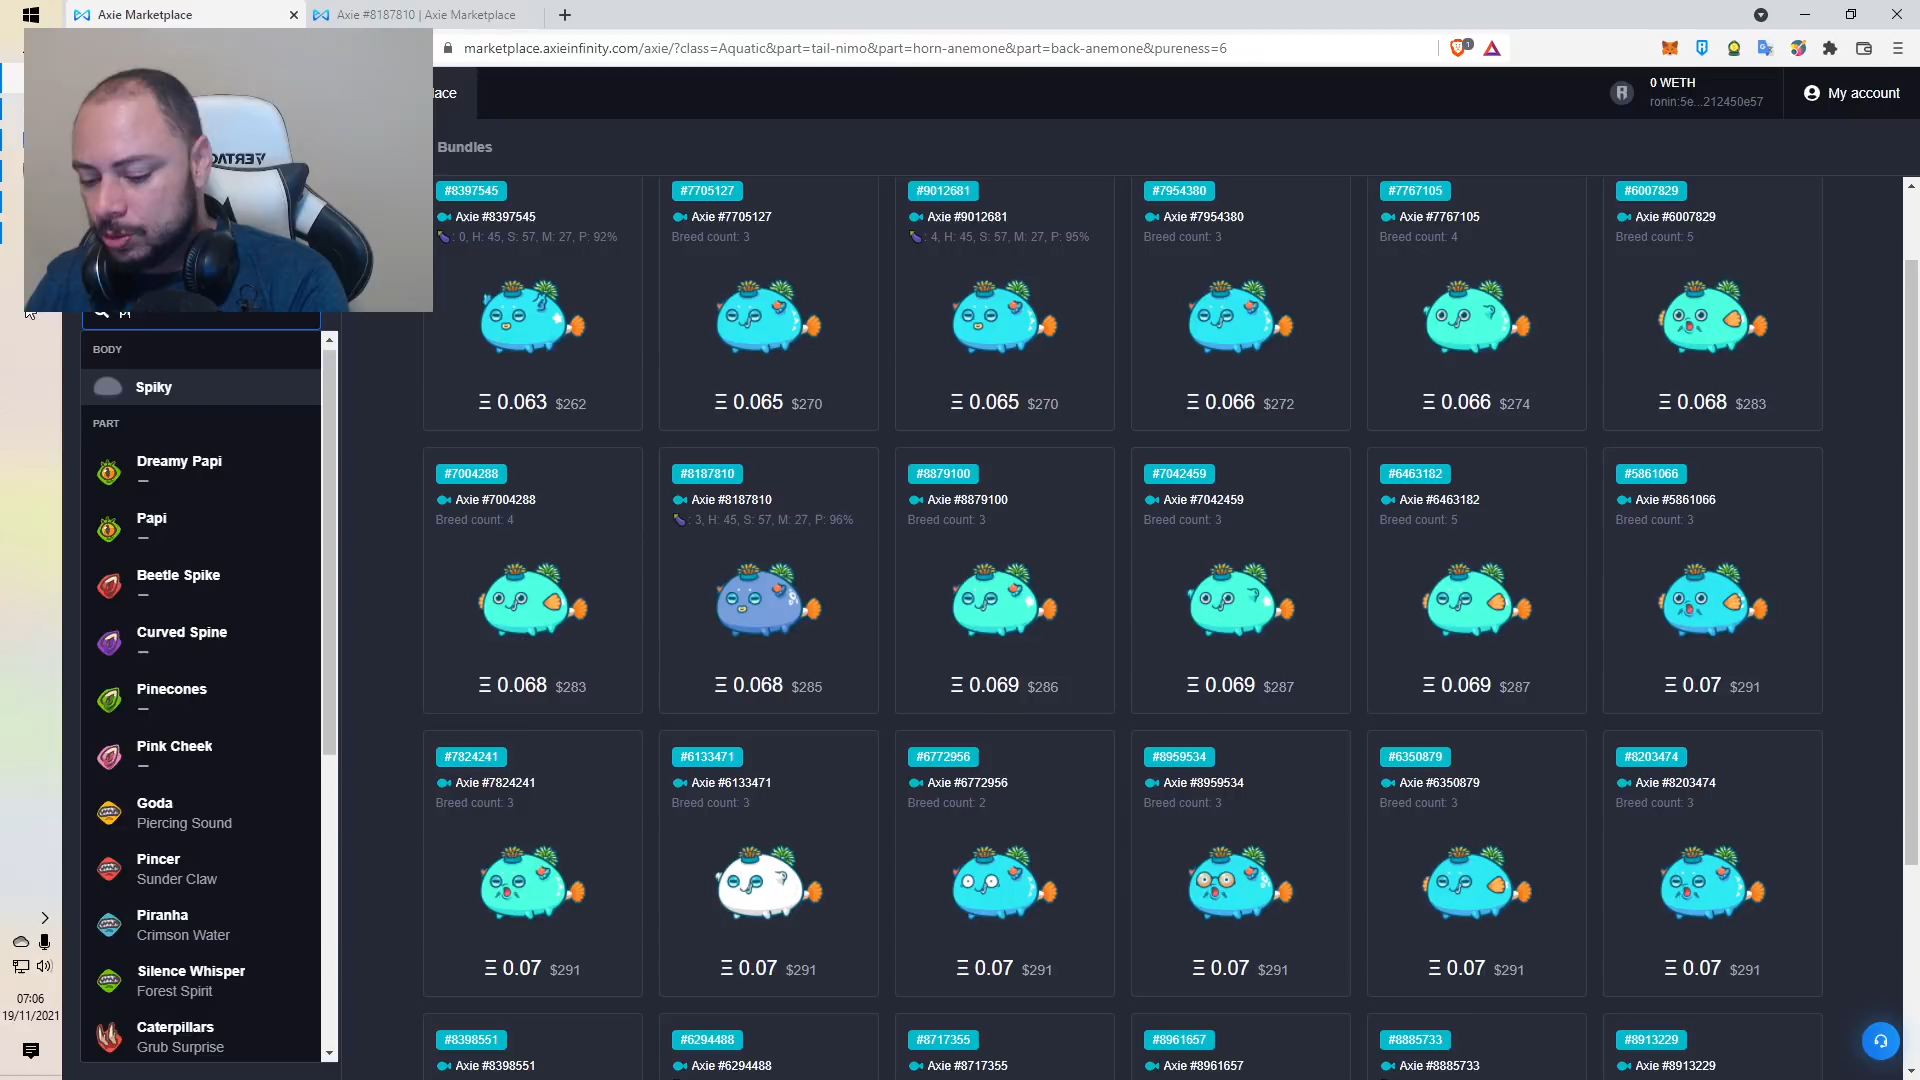 Axie Marketplace
Axie #8187810 | Axie Marketplace
marketplace.axieinfinity.com/axie/?class=Aquatic&part=tail-nimo&part=horn-anemone&part=back-anemone&pureness=6
1
lace
0 WETH
ronin:5e...212450e57
My account
Bundles
VERTAG
pi
BODY
Spiky
PART
Dreamy Papi
—
Papi
—
Beetle Spike
—
Curved Spine
—
Pinecones
—
Pink Cheek
—
Goda
Piercing Sound
Pincer
Sunder Claw
Piranha
Crimson Water
Silence Whisper
Forest Spirit
Caterpillars
Grub Surprise
#8397545
Axie #8397545
🍆: 0, H: 45, S: 57, M: 27, P: 92%
Ξ 0.063 $262
#7705127
Axie #7705127
Breed count: 3
Ξ 0.065 $270
#9012681
Axie #9012681
🍆: 4, H: 45, S: 57, M: 27, P: 95%
Ξ 0.065 $270
#7954380
Axie #7954380
Breed count: 3
Ξ 0.066 $272
#7767105
Axie #7767105
Breed count: 4
Ξ 0.066 $274
#6007829
Axie #6007829
Breed count: 5
Ξ 0.068 $283
#7004288
Axie #7004288
Breed count: 4
Ξ 0.068 $283
#8187810
Axie #8187810
🍆: 3, H: 45, S: 57, M: 27, P: 96%
Ξ 0.068 $285
#8879100
Axie #8879100
Breed count: 3
Ξ 0.069 $286
#7042459
Axie #7042459
Breed count: 3
Ξ 0.069 $287
#6463182
Axie #6463182
Breed count: 5
Ξ 0.069 $287
#5861066
Axie #5861066
Breed count: 3
Ξ 0.07 $291
#7824241
Axie #7824241
Breed count: 3
Ξ 0.07 $291
#6133471
Axie #6133471
Breed count: 3
Ξ 0.07 $291
#6772956
Axie #6772956
Breed count: 2
Ξ 0.07 $291
#8959534
Axie #8959534
Breed count: 3
Ξ 0.07 $291
#6350879
Axie #6350879
Breed count: 3
Ξ 0.07 $291
#8203474
Axie #8203474
Breed count: 3
Ξ 0.07 $291
#8398551
Axie #8398551
#6294488
Axie #6294488
#8717355
Axie #8717355
#8961657
Axie #8961657
#8885733
Axie #8885733
#8913229
Axie #8913229
07:06
19/11/2021